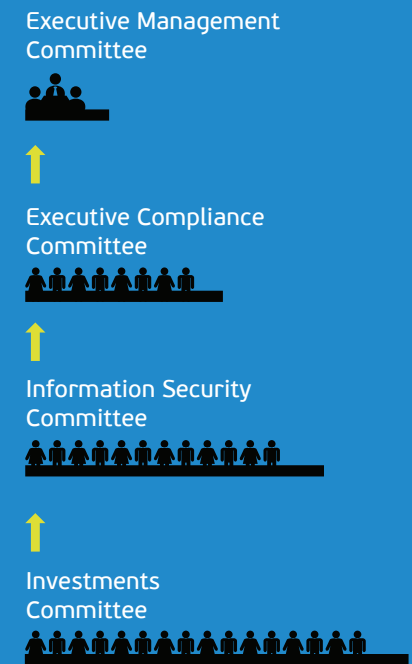 Executive Management
Committee
Executive Compliance
Committee
Information Security
Committee
Investments
Committee